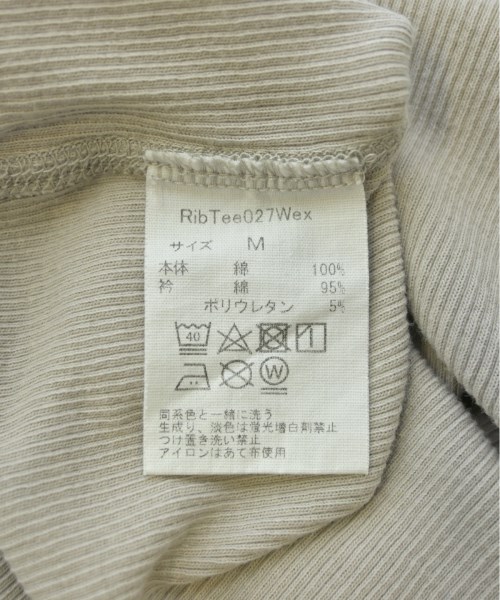 RibTee027Wex
サイズ M
本体 綿 100%
衿 綿 95%
ポリウレタン 5%
40
W
同系色と一緒に洗う
生成り、淡色は蛍光増白剤禁止
つけ置き洗い禁止
アイロンはあて布使用